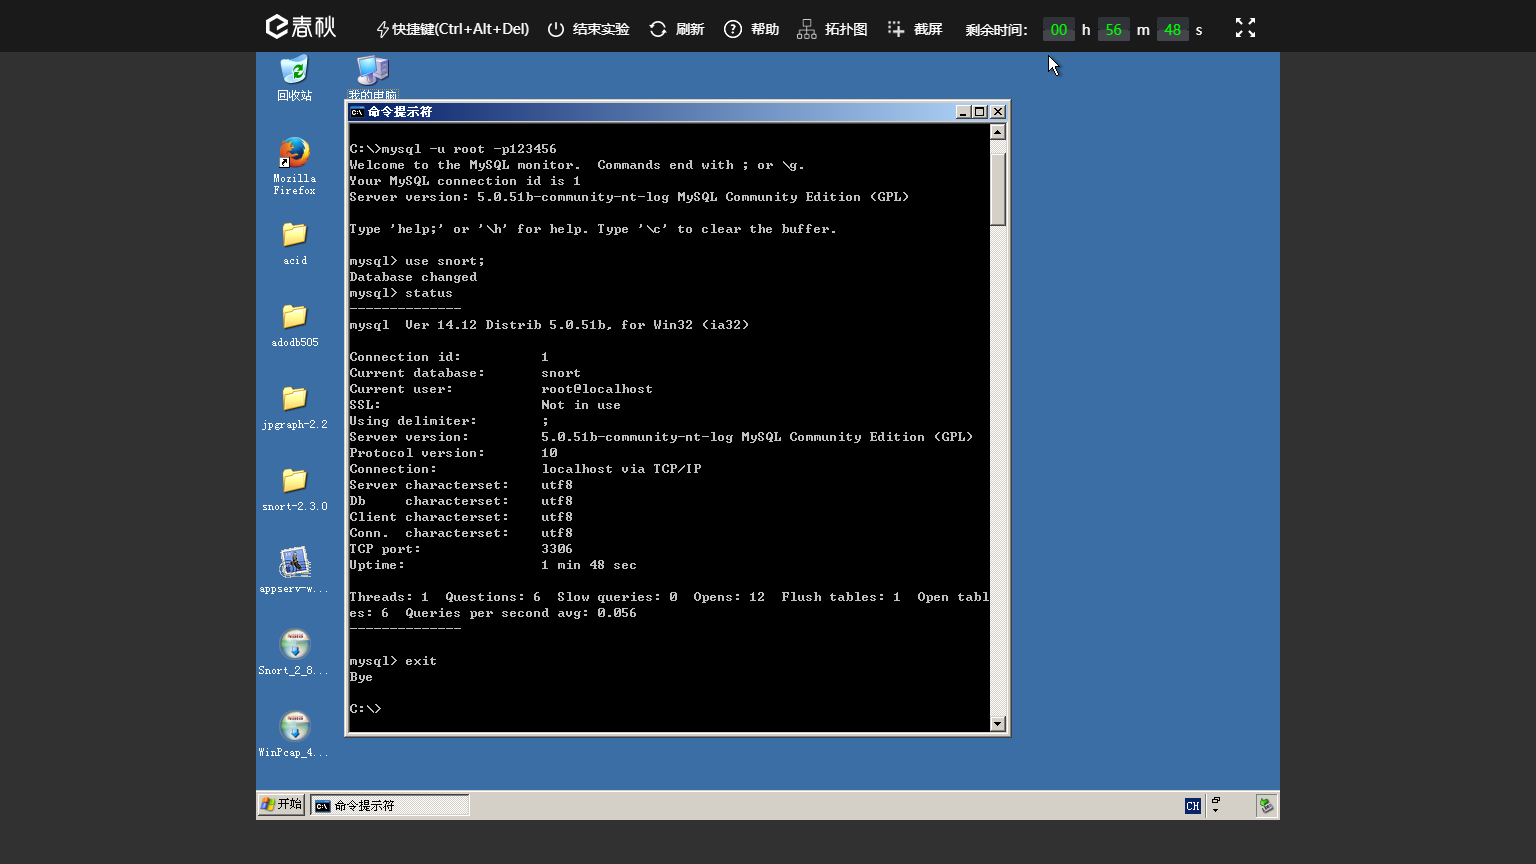 春秋 快捷键(Ctrl+Alt+Del) 结束实验 刷新 帮助 拓扑图 截屏 剩余时间： 00 h 56 m 48 s
回收站
我的电脑
Mozilla
Firefox
acid
adodb505
jpgraph-2.2
snort-2.3.0
appserv-w...
Snort_2_8...
WinPcap_4...
命令提示符
C:\>mysql -u root -p123456
Welcome to the MySQL monitor.  Commands end with ; or \g.
Your MySQL connection id is 1
Server version: 5.0.51b-community-nt-log MySQL Community Edition (GPL)
Type 'help;' or '\h' for help. Type '\c' to clear the buffer.
mysql> use snort;
Database changed
mysql> status
--------------
mysql  Ver 14.12 Distrib 5.0.51b, for Win32 (ia32)
Connection id:          1
Current database:       snort
Current user:           root@localhost
SSL:                    Not in use
Using delimiter:        ;
Server version:         5.0.51b-community-nt-log MySQL Community Edition (GPL)
Protocol version:       10
Connection:             localhost via TCP/IP
Server characterset:    utf8
Db     characterset:    utf8
Client characterset:    utf8
Conn.  characterset:    utf8
TCP port:               3306
Uptime:                 1 min 48 sec
Threads: 1  Questions: 6  Slow queries: 0  Opens: 12  Flush tables: 1  Open tabl
es: 6  Queries per second avg: 0.056
--------------
mysql> exit
Bye
C:\>
开始 命令提示符 CH